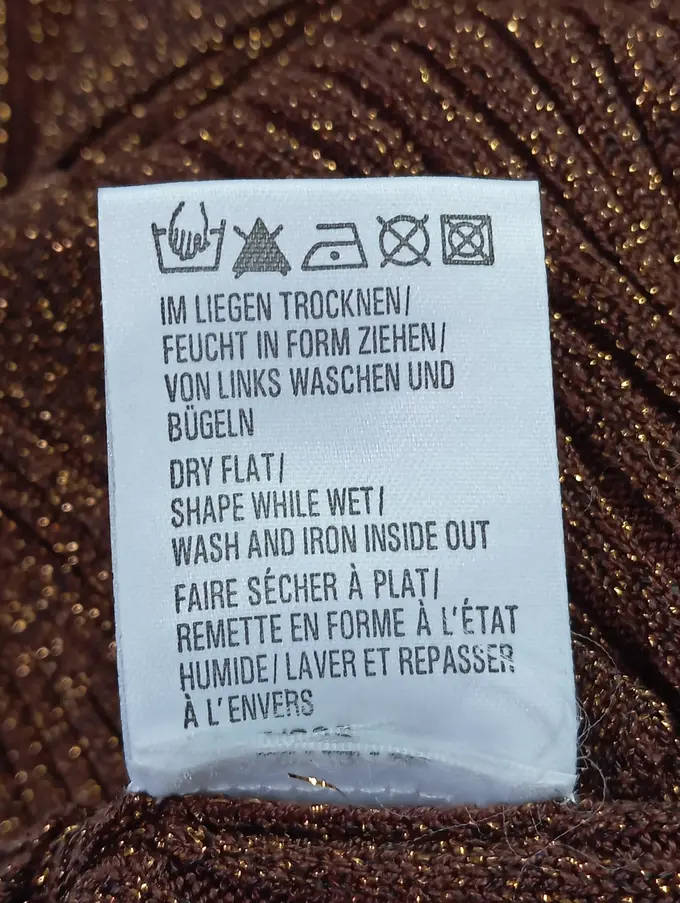 IM LIEGEN TROCKNEN/
FEUCHT IN FORM ZIEHEN/
VON LINKS WASCHEN UND
BÜGELN
DRY FLAT/
SHAPE WHILE WET/
WASH AND IRON INSIDE OUT
FAIRE SÉCHER À PLAT/
REMETTE EN FORME À L'ÉTAT
HUMIDE/ LAVER ET REPASSER
À L'ENVERS